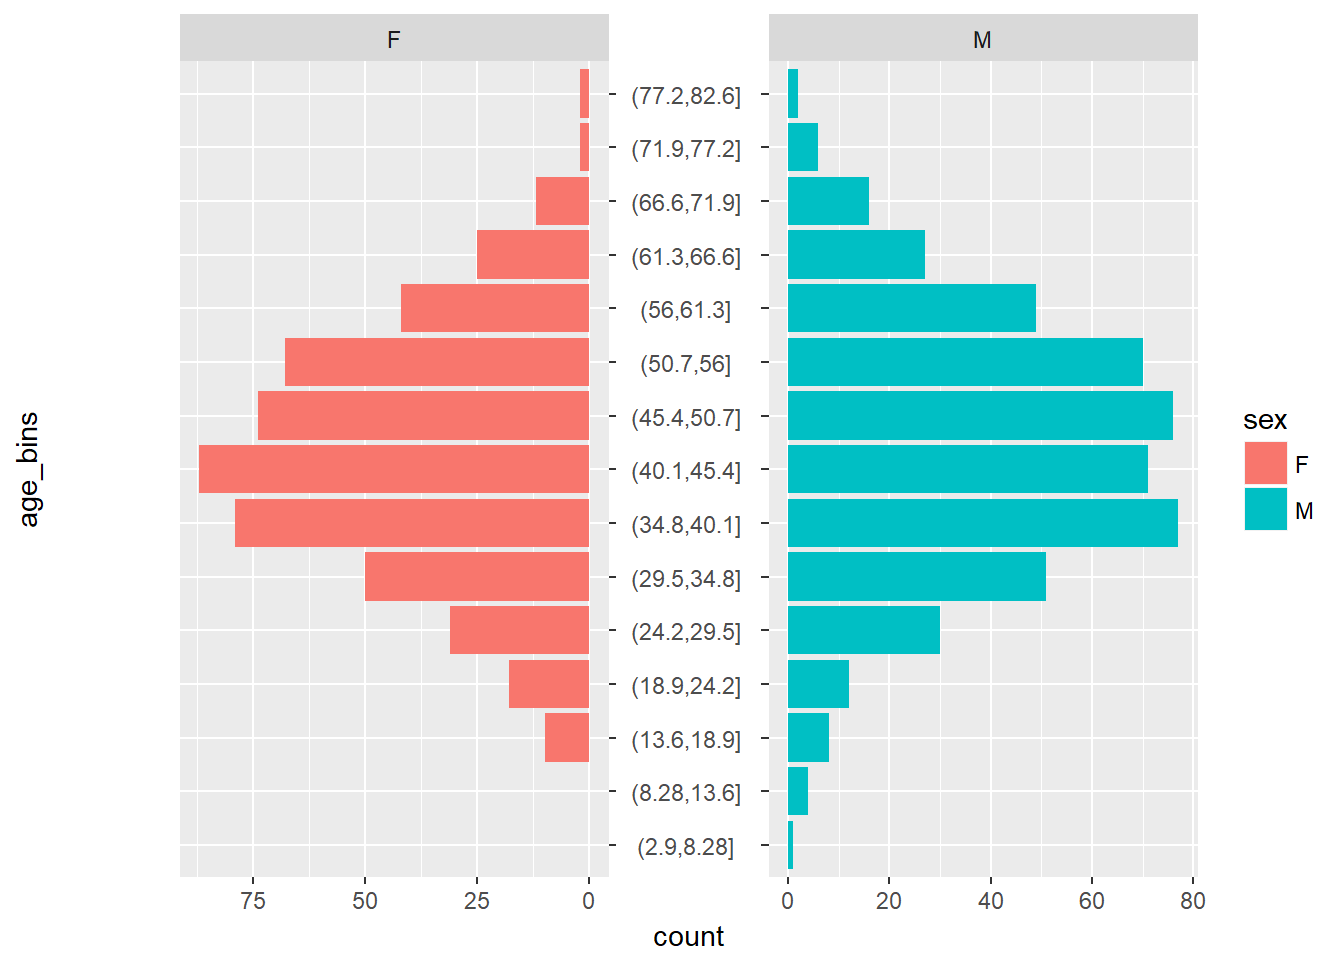 F
M
(77.2,82.6]
(71.9,77.2]
(66.6,71.9]
(61.3,66.6]
(56,61.3]
(50.7,56]
(45.4,50.7]
(40.1,45.4]
(34.8,40.1]
(29.5,34.8]
(24.2,29.5]
(18.9,24.2]
(13.6,18.9]
(8.28,13.6]
(2.9,8.28]
age_bins
75 50 25 0
0 20 40 60 80
count
sex
F
M